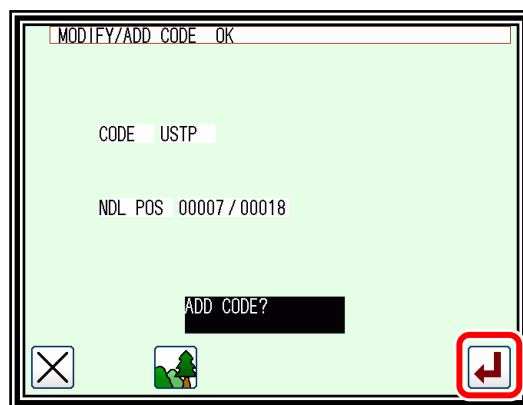 MODIFY/ADD CODE OK
CODE USTP
NDL POS 00007/00018
ADD CODE?